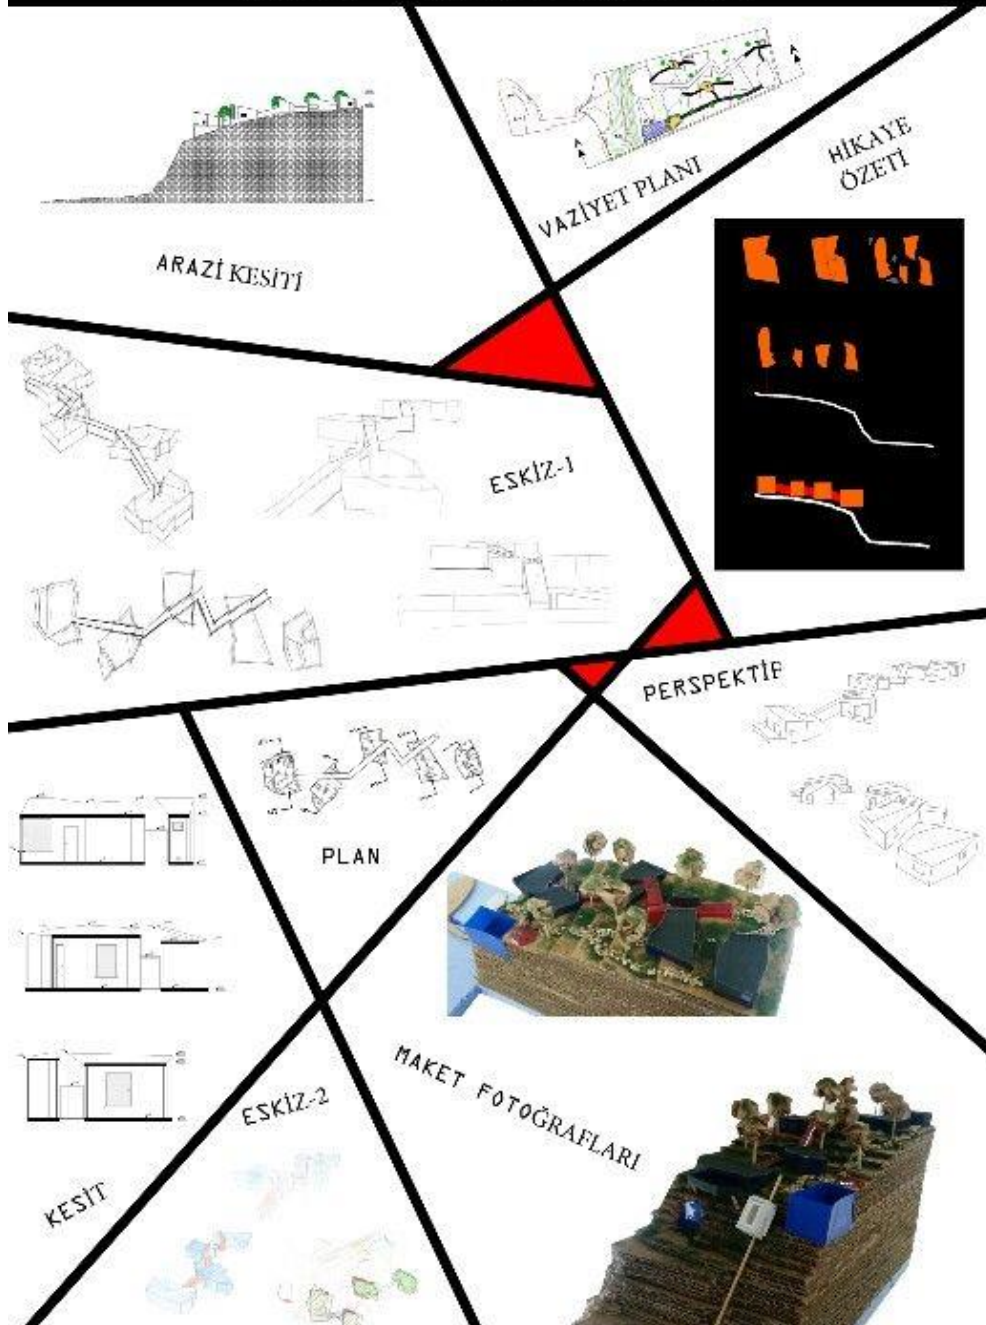 VAZİYET PLANI
HİKAYE
ÖZETİ
ARAZİ KESİTİ
ESKİZ-1
PERSPEKTİF
PLAN
MAKET FOTOĞRAFLARI
ESKİZ-2
KESİT